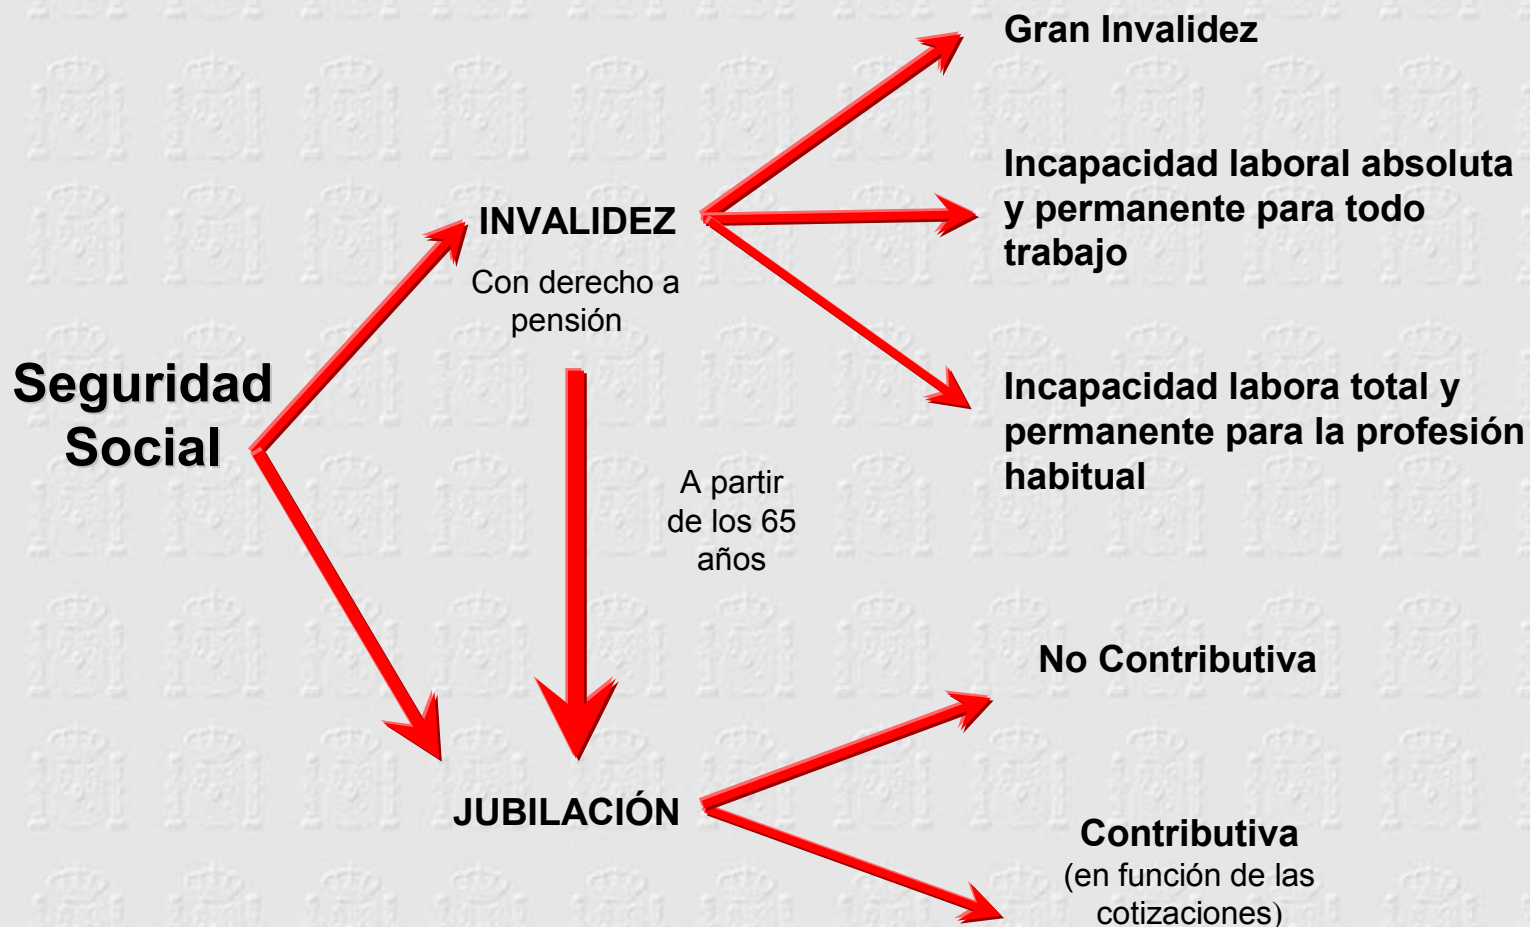 Gran Invalidez
Incapacidad laboral absoluta
y permanente para todo
trabajo
INVALIDEZ
Con derecho a
pensión
Seguridad
Social
Incapacidad labora total y
permanente para la profesión
habitual
A partir
de los 65
años
No Contributiva
JUBILACIÓN
Contributiva
(en función de las
cotizaciones)